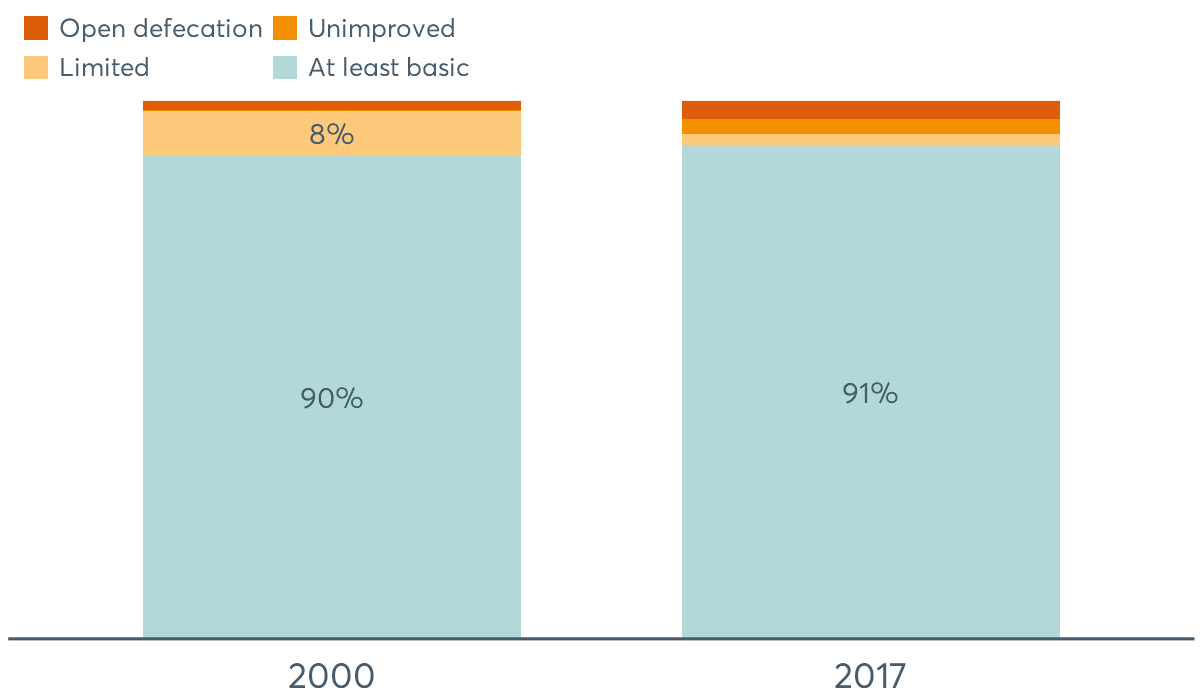 Open defecation Unimproved
Limited At least basic
8%
90%
91%
2000 2017